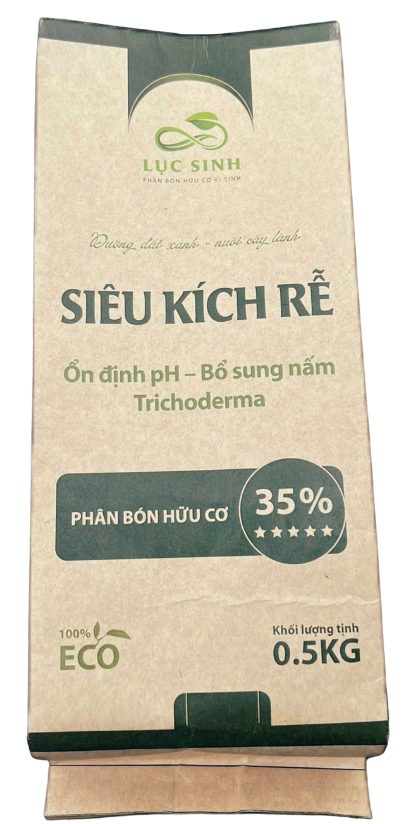 LỤC SINH
PHÂN BÓN HỮU CƠ VI SINH
Dưỡng đất xanh - nuôi cây lành
SIÊU KÍCH RỄ
Ổn định pH – Bổ sung nấm
Trichoderma
PHÂN BÓN HỮU CƠ
35%
100%
ECO
Khối lượng tịnh
0.5KG